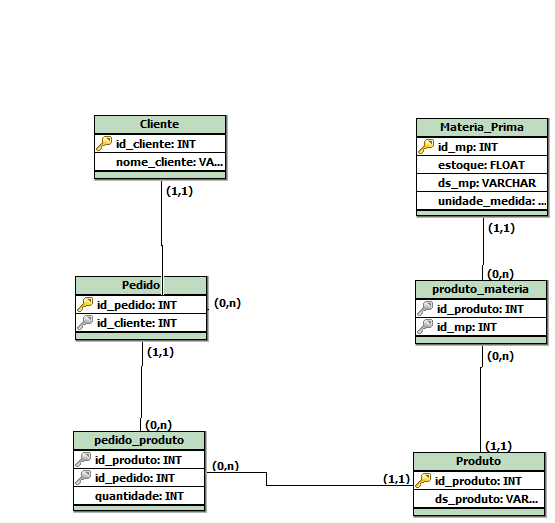 Cliente
id_cliente: INT
nome_cliente: VA...
(1,1)
Pedido
id_pedido: INT
id_cliente: INT
(0,n)
(1,1)
(0,n)
pedido_produto
id_produto: INT
id_pedido: INT
quantidade: INT
(0,n)
(1,1)
Materia_Prima
id_mp: INT
estoque: FLOAT
ds_mp: VARCHAR
unidade_medida: ...
(1,1)
(0,n)
produto_materia
id_produto: INT
id_mp: INT
(0,n)
(1,1)
Produto
id_produto: INT
ds_produto: VAR...